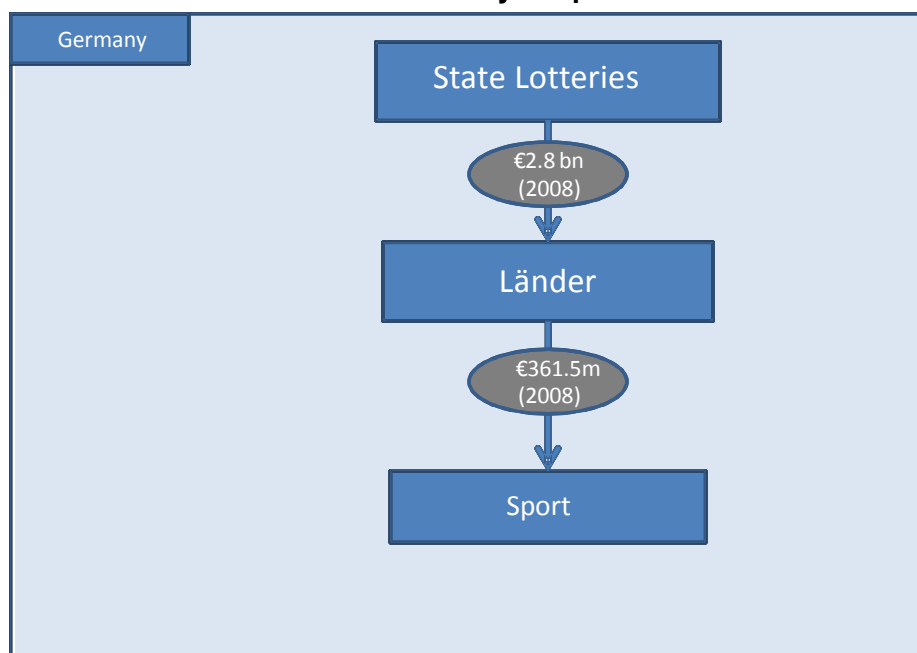 Germany
State Lotteries
€2.8 bn
(2008)
Länder
€361.5m
(2008)
Sport